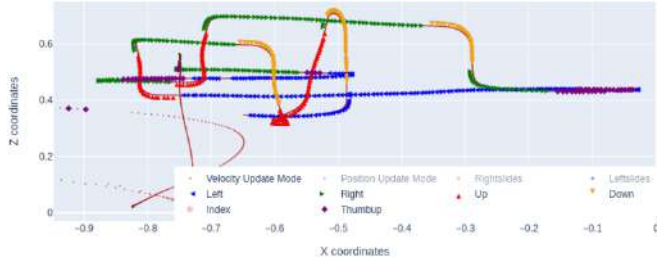 Z coordinates
0.6
0.4
0.2
0
Velocity Update Mode
Position Update Mode
Rightslides
Leftslides
Left
Right
Up
Down
Index
Thumbup
−0.9
−0.8
−0.7
−0.6
−0.5
−0.4
−0.3
−0.2
−0.1
0
X coordinates